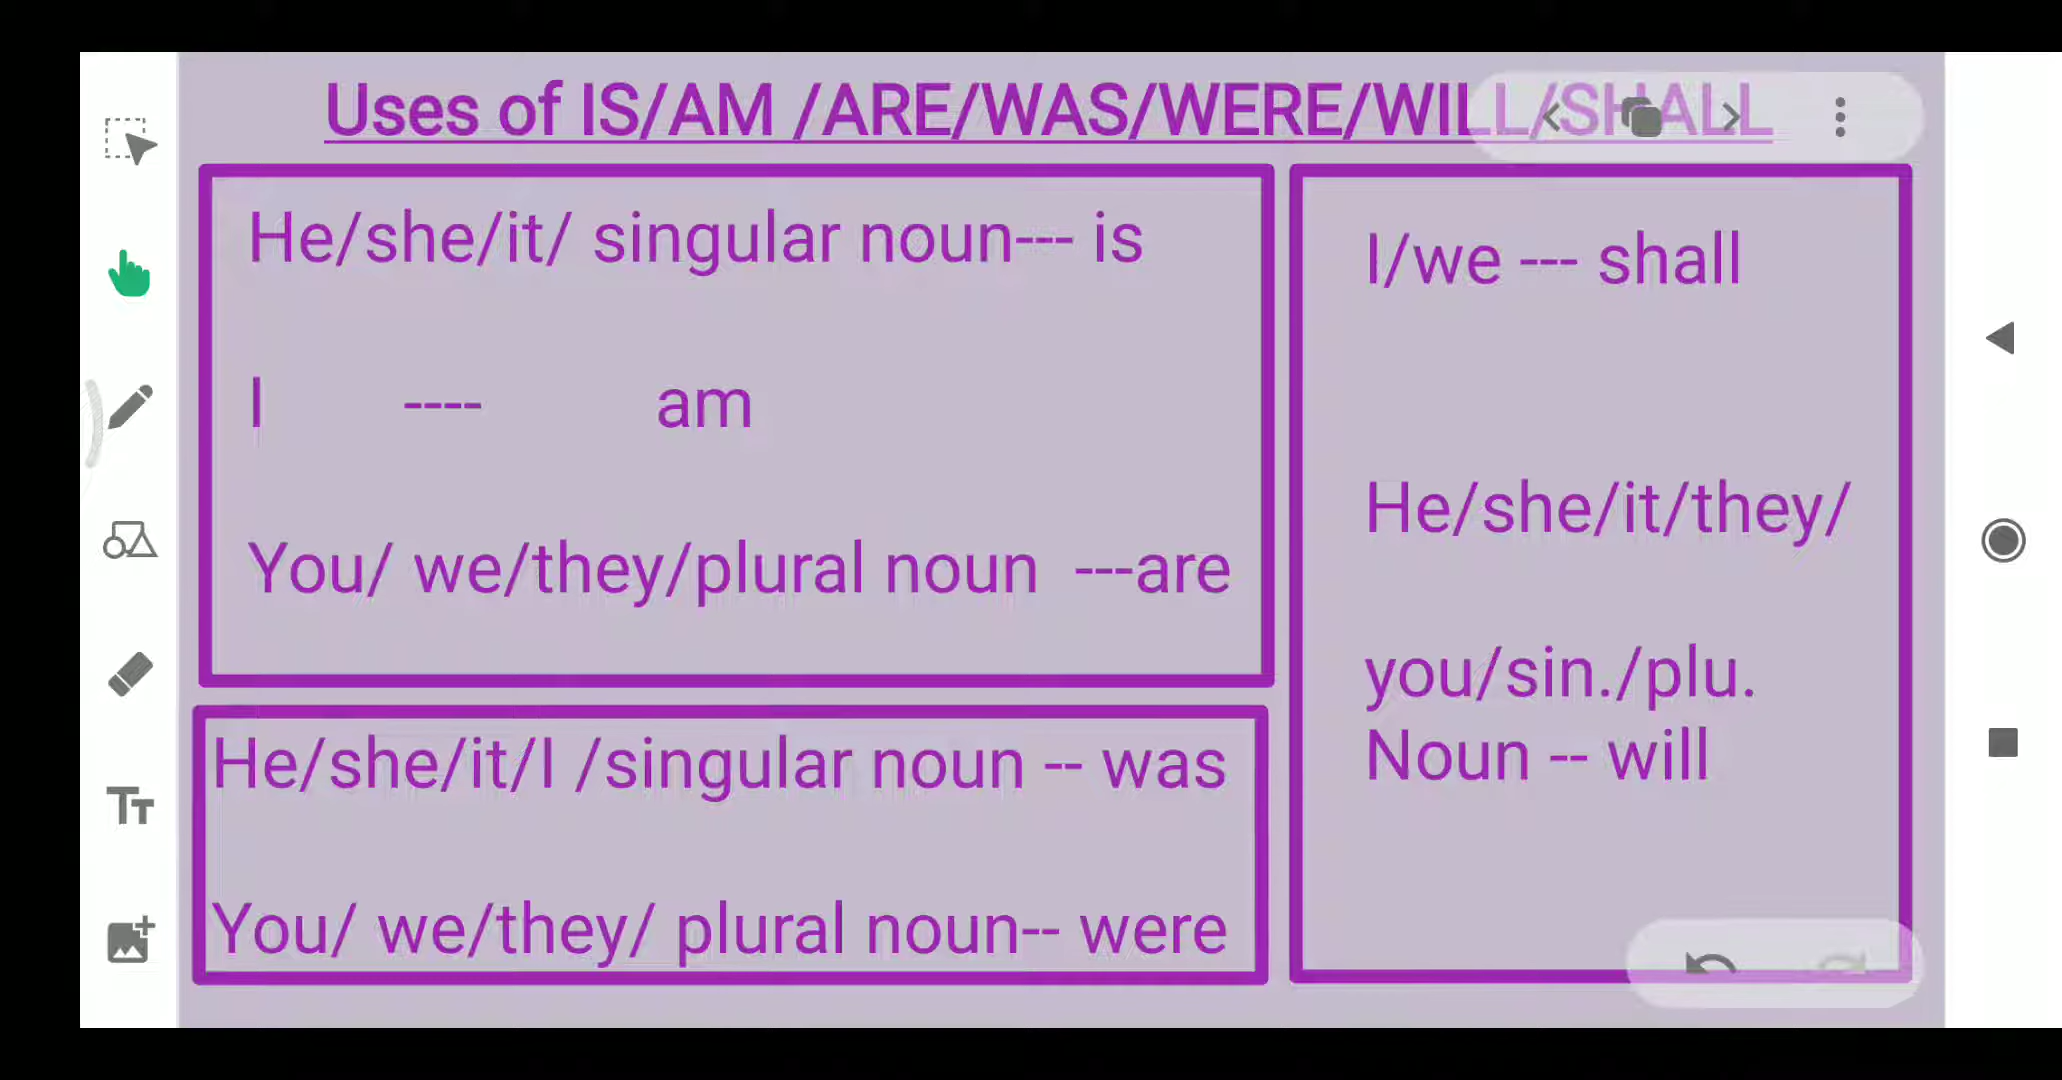 Uses of IS/AM /ARE/WAS/WERE/WILL/SHALL
He/she/it/ singular noun--- is
I ---- am
You/ we/they/plural noun ---are
He/she/it/I /singular noun -- was
You/ we/they/ plural noun-- were
I/we --- shall
He/she/it/they/
you/sin./plu.
Noun -- will
Tт